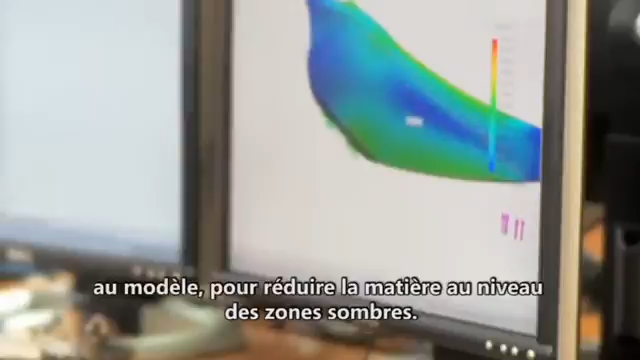 au modèle, pour réduire la matière au niveau
des zones sombres.